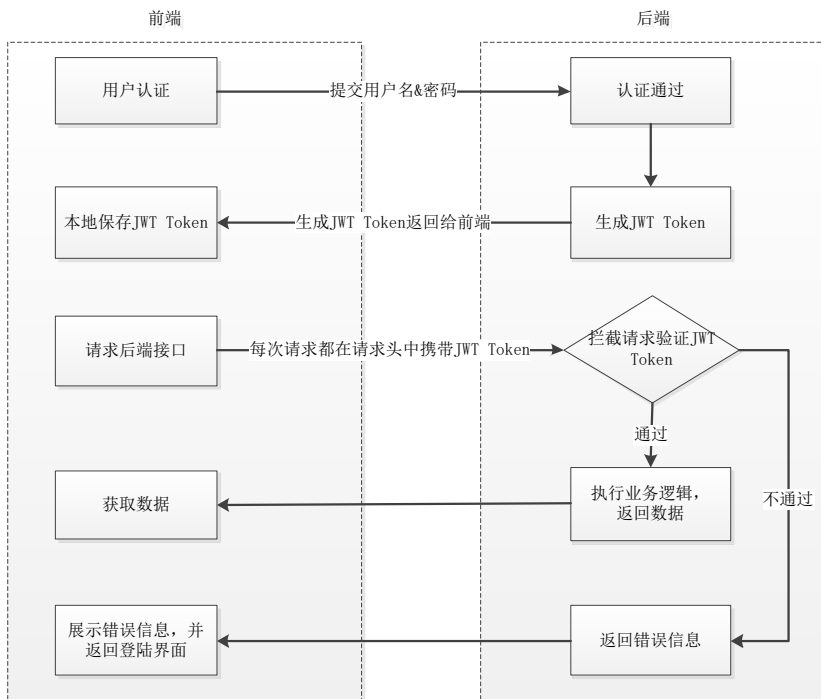 前端
后端
用户认证
提交用户名&密码
认证通过
本地保存JWT Token
生成JWT Token返回给前端
生成JWT Token
请求后端接口
每次请求都在请求头中携带JWT Token
拦截请求验证JWT
Token
通过
获取数据
执行业务逻辑，
返回数据
不通过
展示错误信息，并
返回登陆界面
返回错误信息